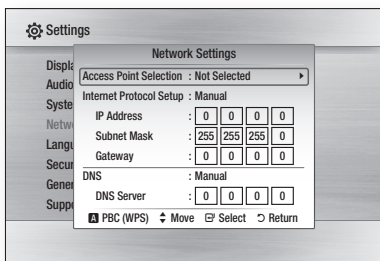 Settings
Network Settings
Displa
Access Point Selection : Not Selected
Audio
Internet Protocol Setup : Manual
Syste
IP Address : 0 0 0 0
Netw
Subnet Mask : 255 255 255 0
Langu
Gateway : 0 0 0 0
Secur
DNS : Manual
Gener
DNS Server : 0 0 0 0
Suppo
A PBC (WPS) Move Select Return